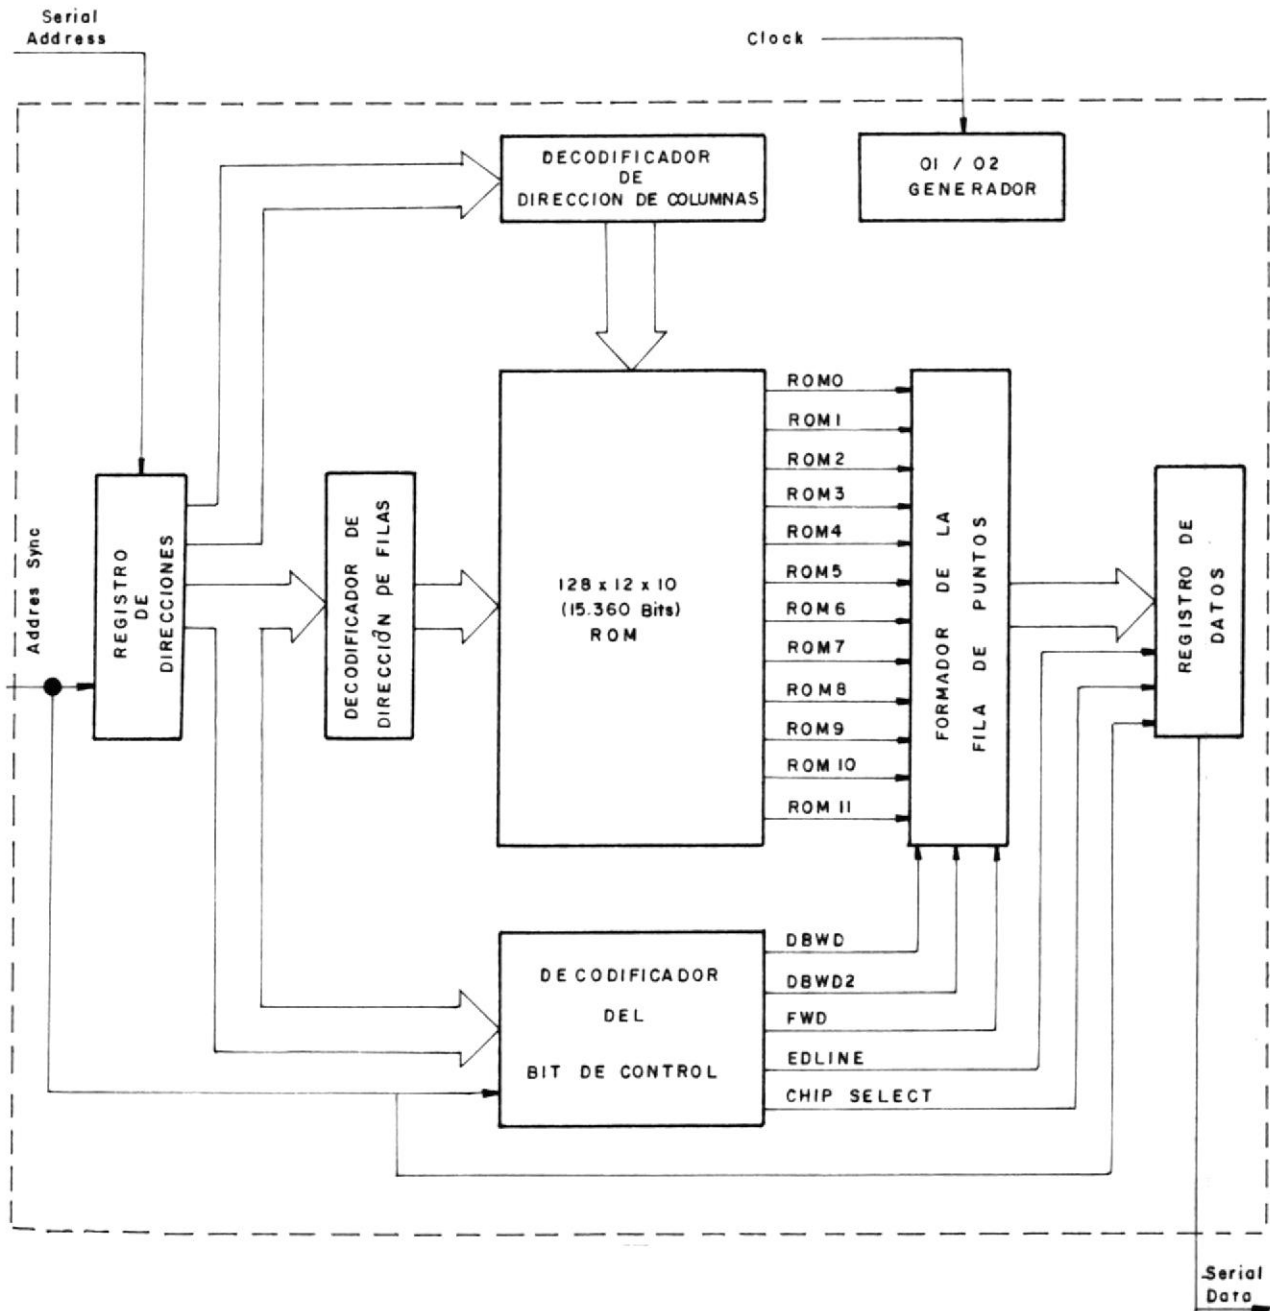 Serial
Address
Clock
DECODIFICADOR
DE
DIRECCION DE COLUMNAS
01 / 02
GENERADOR
ROM0
ROM1
ROM2
ROM3
ROM4
ROM5
ROM6
ROM7
ROM8
ROM9
ROM 10
ROM 11
Addres Sync
REGISTRO
DE
DIRECCIONES
DECODIFICADOR DE
DIRECCIÓN DE FILAS
128 x 12 x 10
(15.360 Bits)
ROM
FORMADOR DE LA
FILA DE PUNTOS
REGISTRO DE
DATOS
DECODIFICADOR
DEL
BIT DE CONTROL
DBWD
DBWD2
FWD
EDLINE
CHIP SELECT
Serial
Data